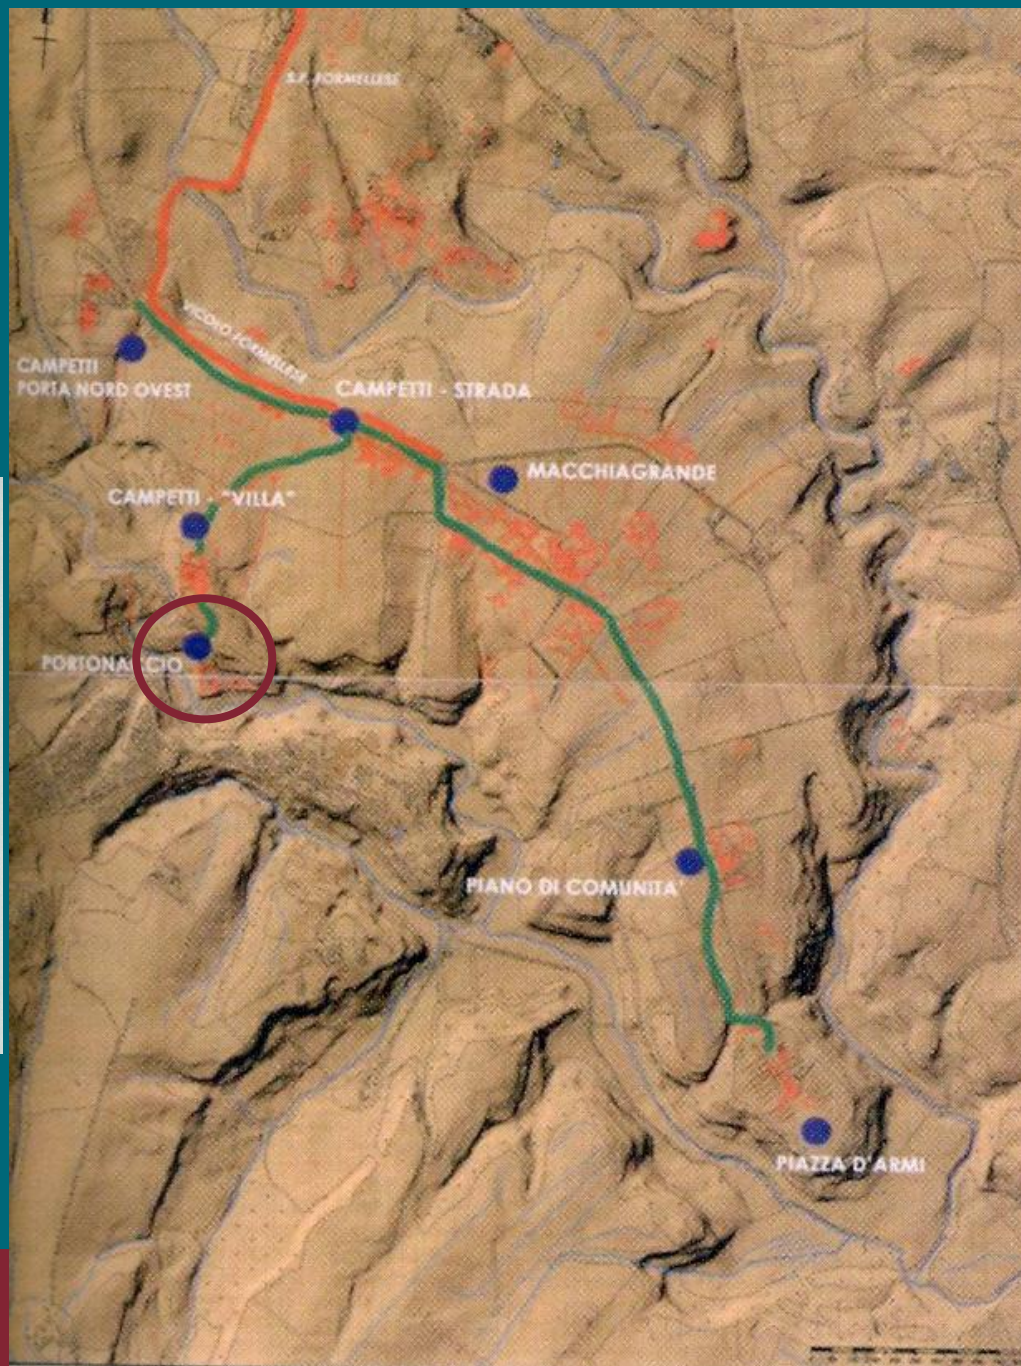 S.P. FORMELLESE
VICOLO FORMELLESE
CAMPETTI
PORTA NORD OVEST
CAMPETTI - STRADA
MACCHIAGRANDE
CAMPETTI - "VILLA"
PORTONACCIO
PIANO DI COMUNITA'
PIAZZA D'ARMI